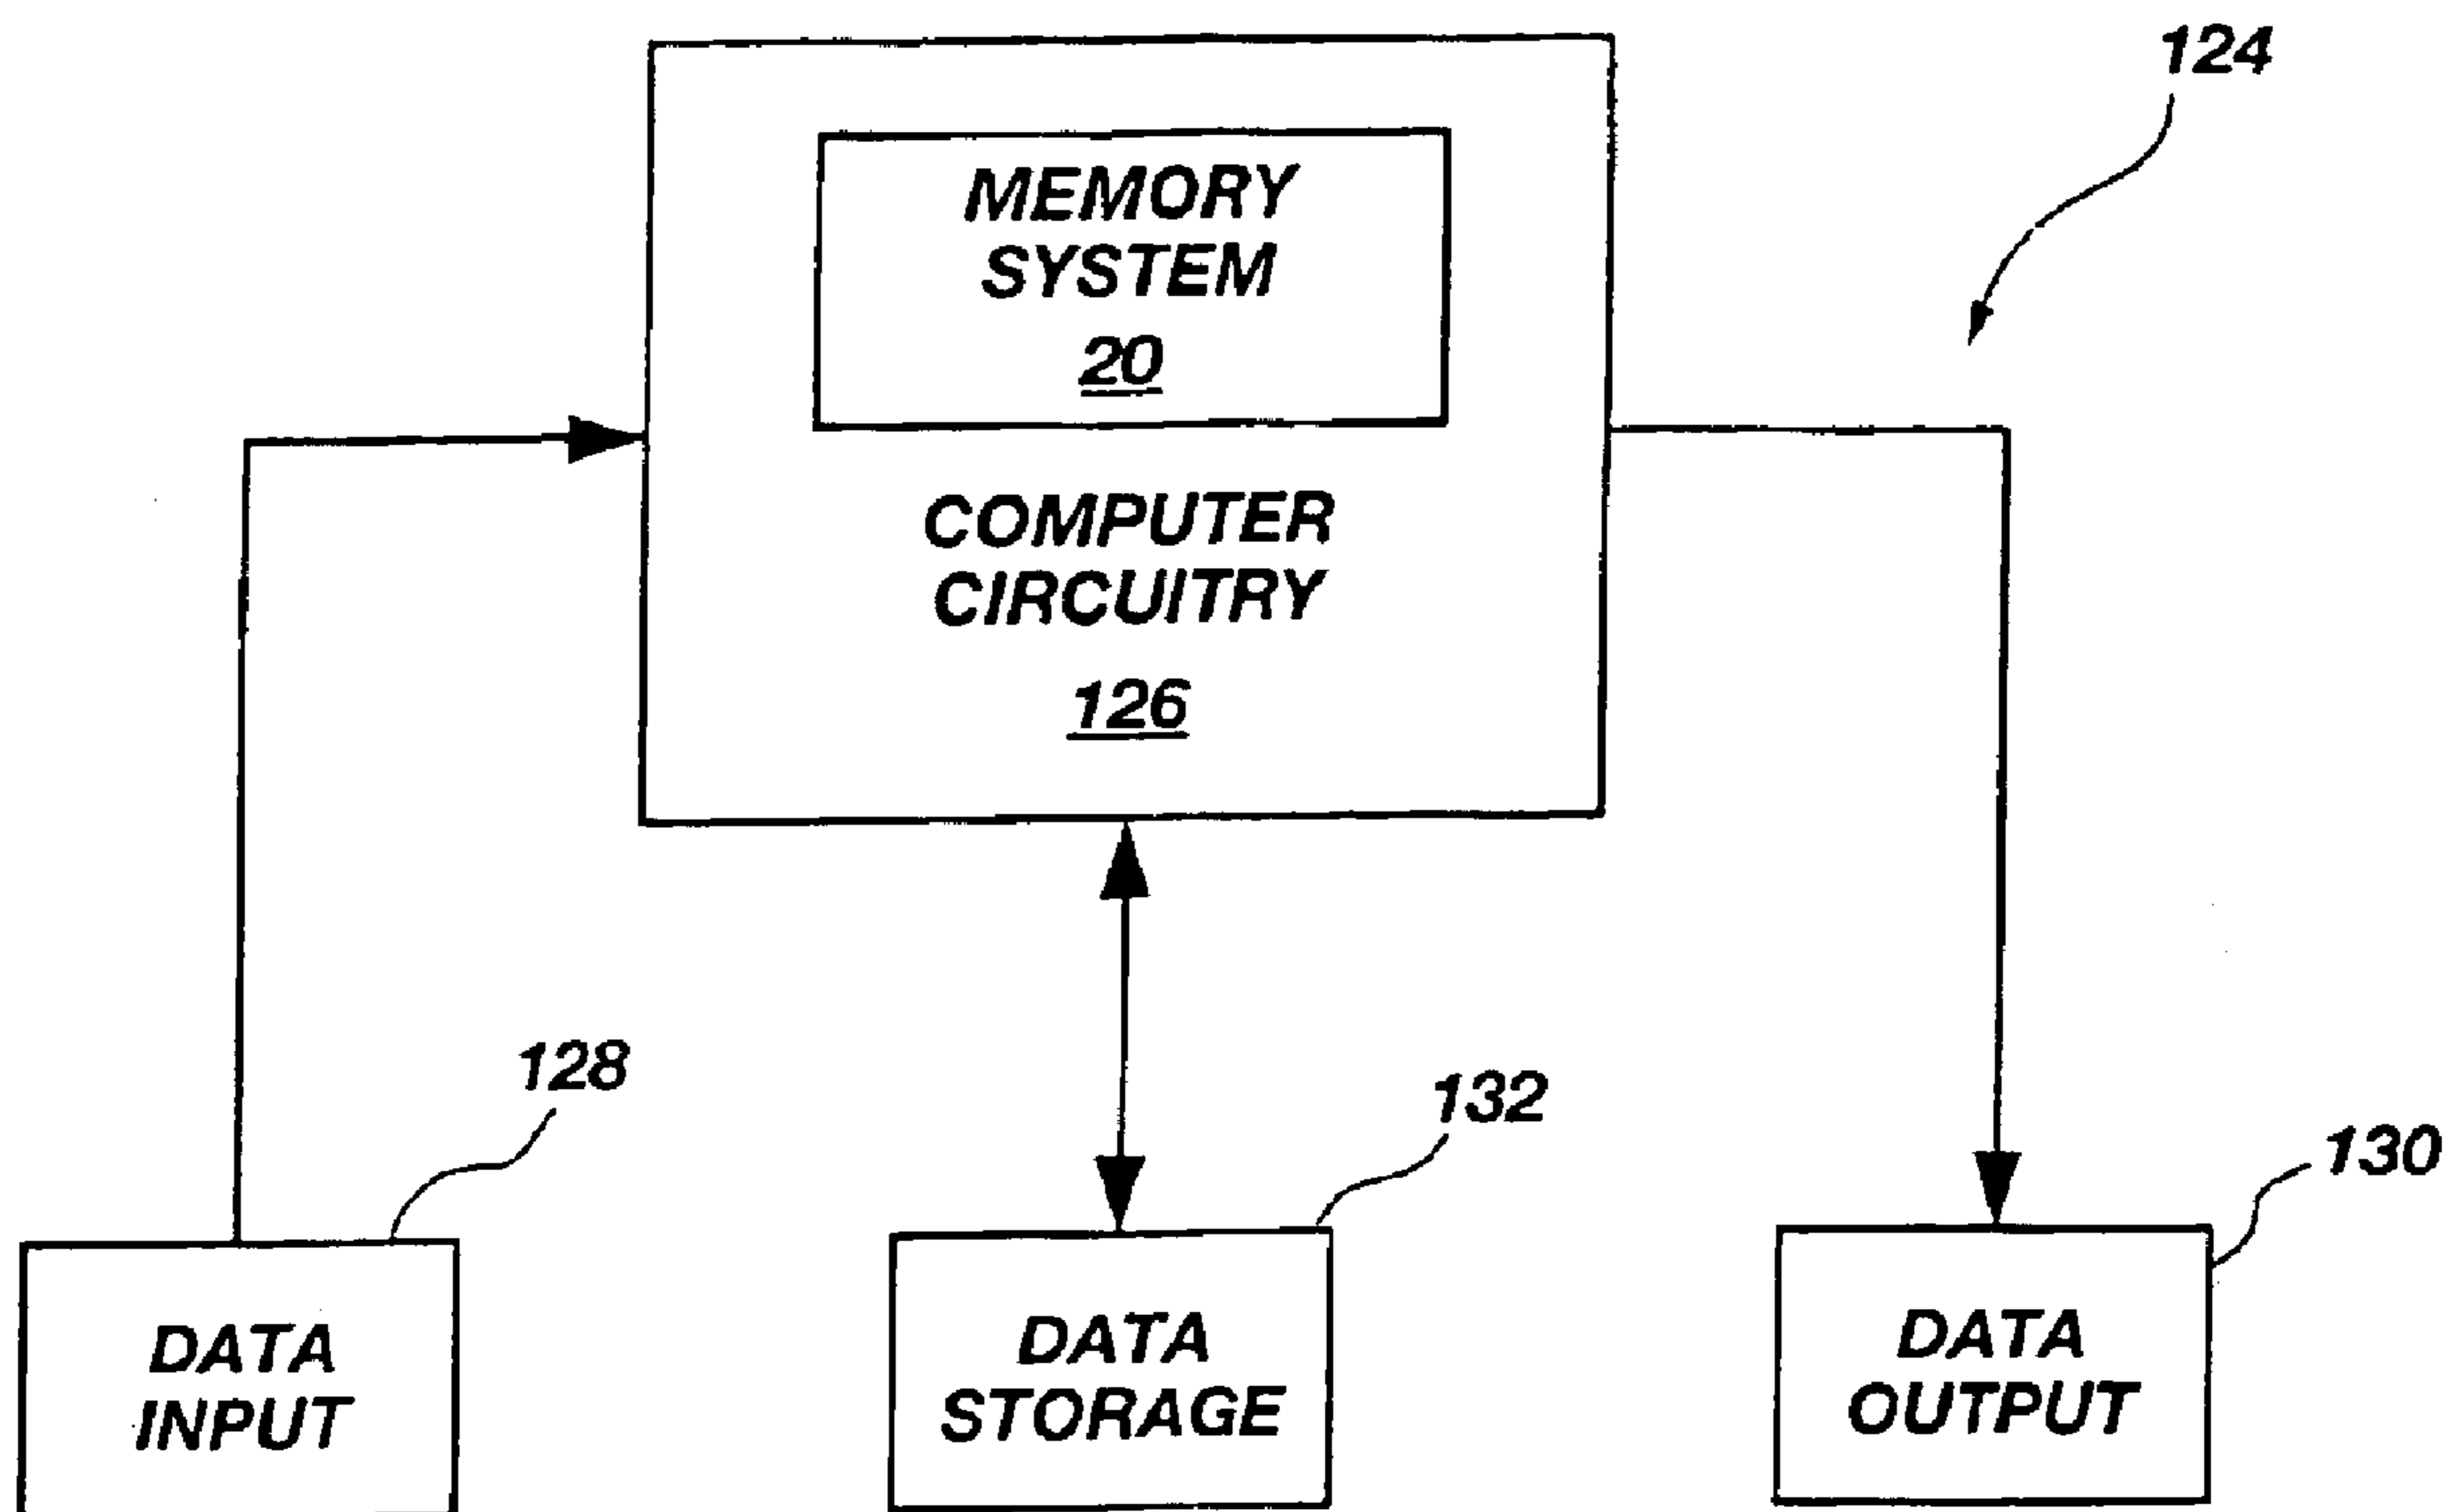 124
MEMORY
SYSTEM
20
COMPUTER
CIRCUITRY
126
128
132
130
DATA
INPUT
DATA
STORAGE
DATA
OUTPUT